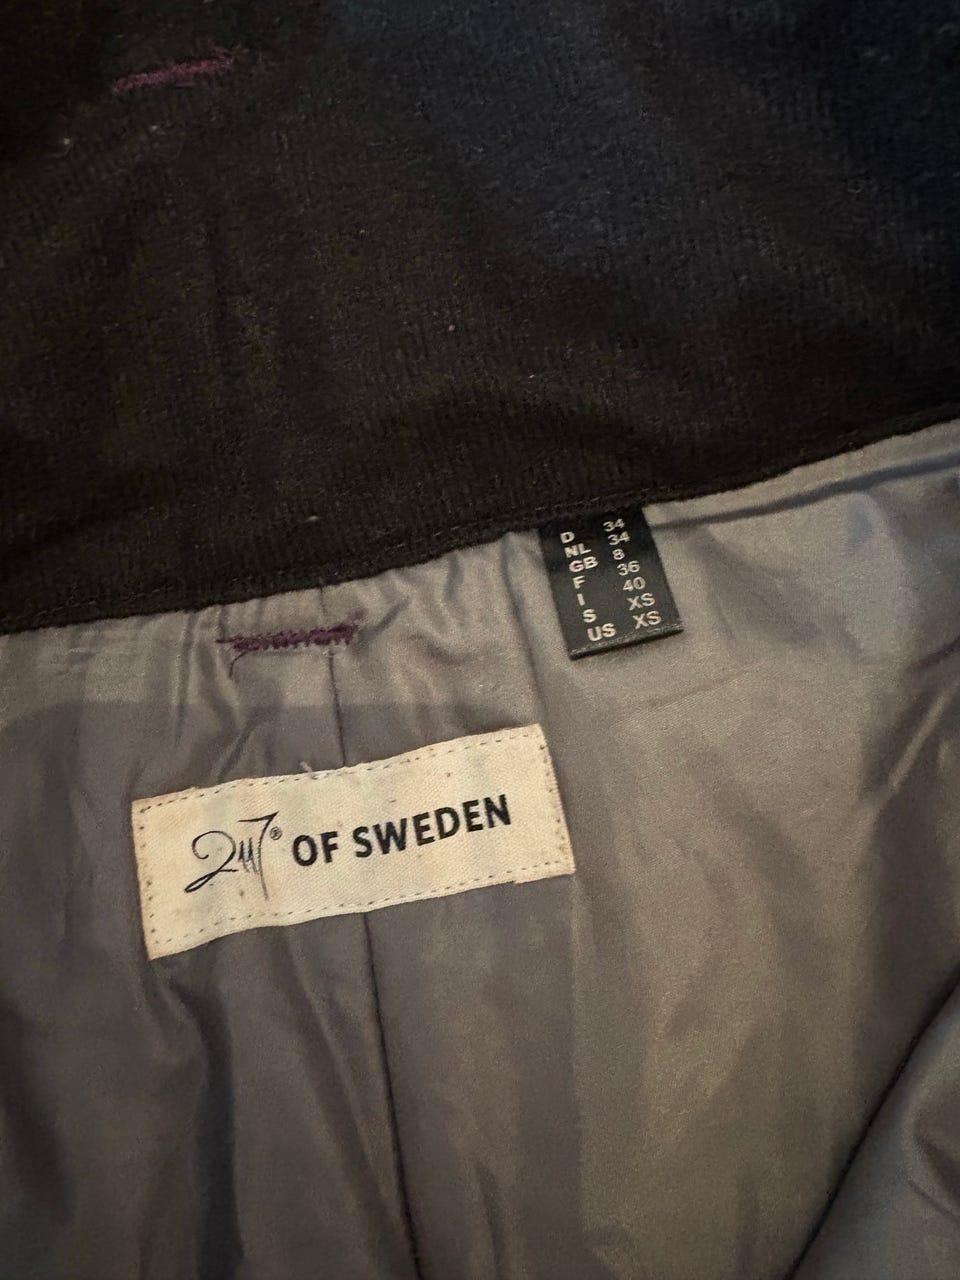 D 34
NL 34
GB 8
F 36
I 40
S XS
US XS
2117® OF SWEDEN